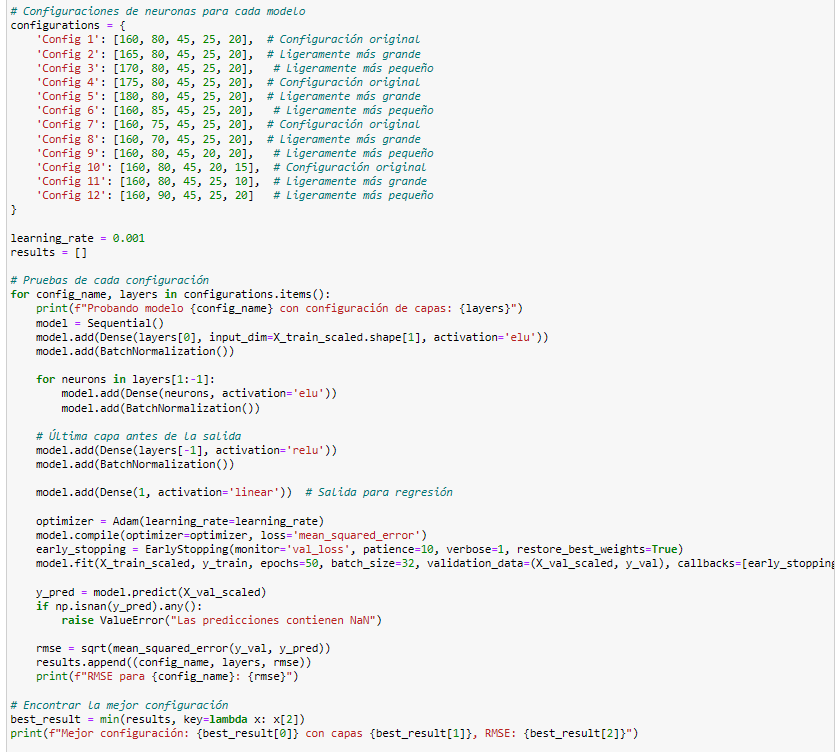 # Configuraciones de neuronas para cada modelo
configurations = {
    'Config 1': [160, 80, 45, 25, 20],  # Configuración original
    'Config 2': [165, 80, 45, 25, 20],  # Ligeramente más grande
    'Config 3': [170, 80, 45, 25, 20],   # Ligeramente más pequeño
    'Config 4': [175, 80, 45, 25, 20],  # Configuración original
    'Config 5': [180, 80, 45, 25, 20],  # Ligeramente más grande
    'Config 6': [160, 85, 45, 25, 20],   # Ligeramente más pequeño
    'Config 7': [160, 75, 45, 25, 20],  # Configuración original
    'Config 8': [160, 70, 45, 25, 20],  # Ligeramente más grande
    'Config 9': [160, 80, 45, 20, 20],   # Ligeramente más pequeño
    'Config 10': [160, 80, 45, 20, 15],  # Configuración original
    'Config 11': [160, 80, 45, 25, 10],  # Ligeramente más grande
    'Config 12': [160, 90, 45, 25, 20]   # Ligeramente más pequeño
}

learning_rate = 0.001
results = []

# Pruebas de cada configuración
for config_name, layers in configurations.items():
    print(f"Probando modelo {config_name} con configuración de capas: {layers}")
    model = Sequential()
    model.add(Dense(layers[0], input_dim=X_train_scaled.shape[1], activation='elu'))
    model.add(BatchNormalization())

    for neurons in layers[1:-1]:
        model.add(Dense(neurons, activation='elu'))
        model.add(BatchNormalization())

    # Última capa antes de la salida
    model.add(Dense(layers[-1], activation='relu'))
    model.add(BatchNormalization())

    model.add(Dense(1, activation='linear'))  # Salida para regresión

    optimizer = Adam(learning_rate=learning_rate)
    model.compile(optimizer=optimizer, loss='mean_squared_error')
    early_stopping = EarlyStopping(monitor='val_loss', patience=10, verbose=1, restore_best_weights=True)
    model.fit(X_train_scaled, y_train, epochs=50, batch_size=32, validation_data=(X_val_scaled, y_val), callbacks=[early_stopping

    y_pred = model.predict(X_val_scaled)
    if np.isnan(y_pred).any():
        raise ValueError("Las predicciones contienen NaN")

    rmse = sqrt(mean_squared_error(y_val, y_pred))
    results.append((config_name, layers, rmse))
    print(f"RMSE para {config_name}: {rmse}")

# Encontrar la mejor configuración
best_result = min(results, key=lambda x: x[2])
print(f"Mejor configuración: {best_result[0]} con capas {best_result[1]}, RMSE: {best_result[2]}")